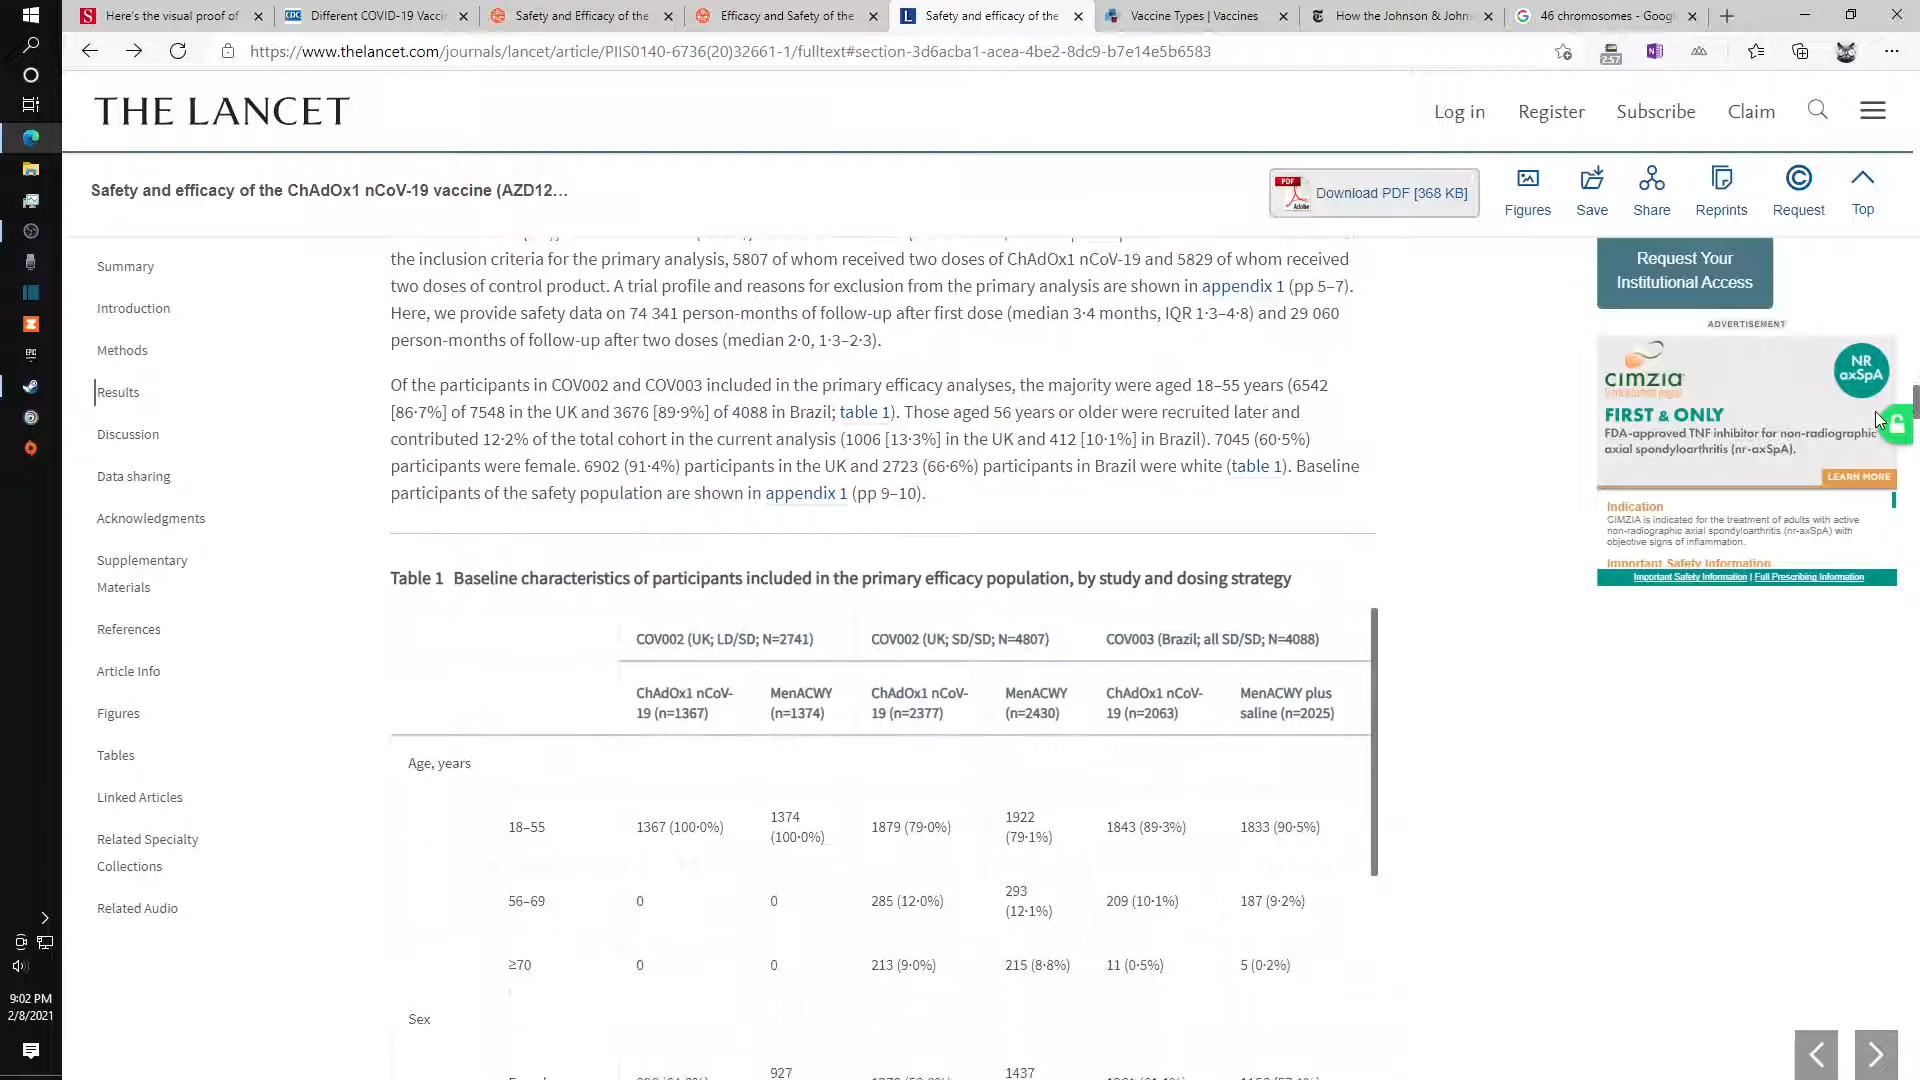 Here's the visual proof of
CDC Different COVID-19 Vaccin
Safety and Efficacy of the
Efficacy and Safety of the
L Safety and efficacy of the
Vaccine Types | Vaccines
How the Johnson & Johns
46 chromosomes - Goog
https://www.thelancet.com/journals/lancet/article/PIIS0140-6736(20)32661-1/fulltext#section-3d6acba1-acea-4be2-8dc9-b7e14e5b6583
2:57
THE LANCET
Log in
Register
Subscribe
Claim
Safety and efficacy of the ChAdOx1 nCoV-19 vaccine (AZD12…
PDF
Adobe
Download PDF [368 KB]
Figures
Save
Share
Reprints
Request
Top
Summary
Introduction
Methods
Results
Discussion
Data sharing
Acknowledgments
Supplementary
Materials
References
Article Info
Figures
Tables
Linked Articles
Related Specialty
Collections
Related Audio
the inclusion criteria for the primary analysis, 5807 of whom received two doses of ChAdOx1 nCoV-19 and 5829 of whom received
two doses of control product. A trial profile and reasons for exclusion from the primary analysis are shown in appendix 1 (pp 5–7).
Here, we provide safety data on 74 341 person-months of follow-up after first dose (median 3·4 months, IQR 1·3–4·8) and 29 060
person-months of follow-up after two doses (median 2·0, 1·3–2·3).
Of the participants in COV002 and COV003 included in the primary efficacy analyses, the majority were aged 18–55 years (6542
[86·7%] of 7548 in the UK and 3676 [89·9%] of 4088 in Brazil; table 1). Those aged 56 years or older were recruited later and
contributed 12·2% of the total cohort in the current analysis (1006 [13·3%] in the UK and 412 [10·1%] in Brazil). 7045 (60·5%)
participants were female. 6902 (91·4%) participants in the UK and 2723 (66·6%) participants in Brazil were white (table 1). Baseline
participants of the safety population are shown in appendix 1 (pp 9–10).
Table 1 Baseline characteristics of participants included in the primary efficacy population, by study and dosing strategy
COV002 (UK; LD/SD; N=2741) COV002 (UK; SD/SD; N=4807) COV003 (Brazil; all SD/SD; N=4088)
ChAdOx1 nCoV- MenACWY ChAdOx1 nCoV- MenACWY ChAdOx1 nCoV- MenACWY plus
19 (n=1367) (n=1374) 19 (n=2377) (n=2430) 19 (n=2063) saline (n=2025)
Age, years
18–55 1367 (100·0%) 1374 (100·0%) 1879 (79·0%) 1922 (79·1%) 1843 (89·3%) 1833 (90·5%)
56–69 0 0 285 (12·0%) 293 (12·1%) 209 (10·1%) 187 (9·2%)
≥70 0 0 213 (9·0%) 215 (8·8%) 11 (0·5%) 5 (0·2%)
Sex
927 1437
Request Your
Institutional Access
ADVERTISEMENT
cimzia
NR
axSpA
FIRST & ONLY
FDA-approved TNF inhibitor for non-radiographic
axial spondyloarthritis (nr-axSpA).
LEARN MORE
Indication
CIMZIA is indicated for the treatment of adults with active
non-radiographic axial spondyloarthritis (nr-axSpA) with
objective signs of inflammation.
Important Safety Information
Important Safety Information | Full Prescribing Information
EPIC
9:02 PM
2/8/2021